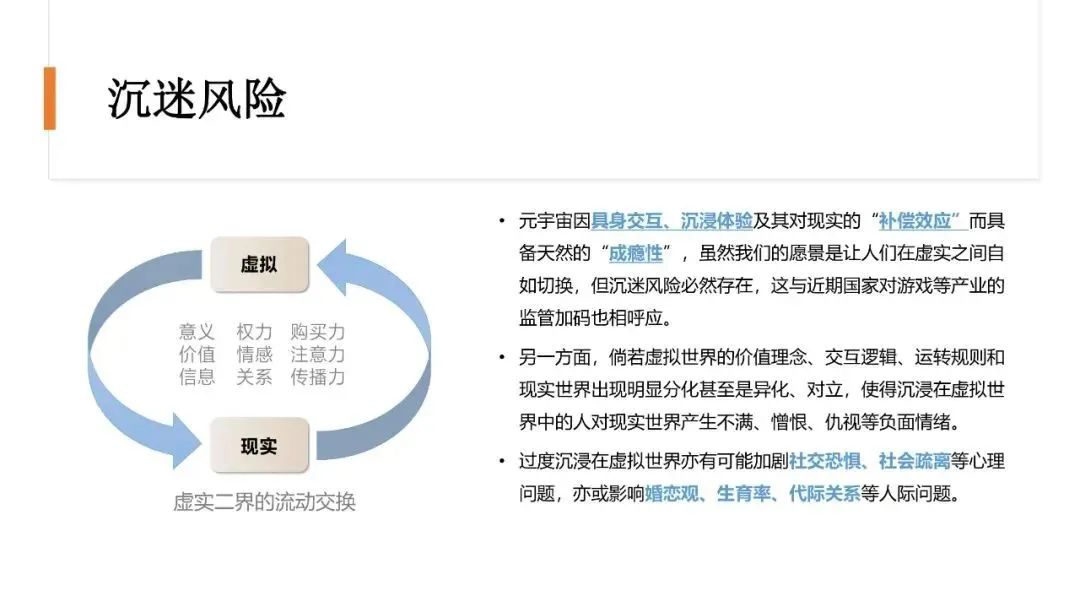 沉迷风险
虚拟
意义 权力 购买力
价值 情感 注意力
信息 关系 传播力
现实
虚实二界的流动交换
• 元宇宙因具身交互、沉浸体验及其对现实的“补偿效应”而具
备天然的“成瘾性”，虽然我们的愿景是让人们在虚实之间自
如切换，但沉迷风险必然存在，这与近期国家对游戏等产业的
监管加码也相呼应。
• 另一方面，倘若虚拟世界的价值理念、交互逻辑、运转规则和
现实世界出现明显分化甚至是异化、对立，使得沉浸在虚拟世
界中的人对现实世界产生不满、憎恨、仇视等负面情绪。
• 过度沉浸在虚拟世界亦有可能加剧社交恐惧、社会疏离等心理
问题，亦或影响婚恋观、生育率、代际关系等人际问题。